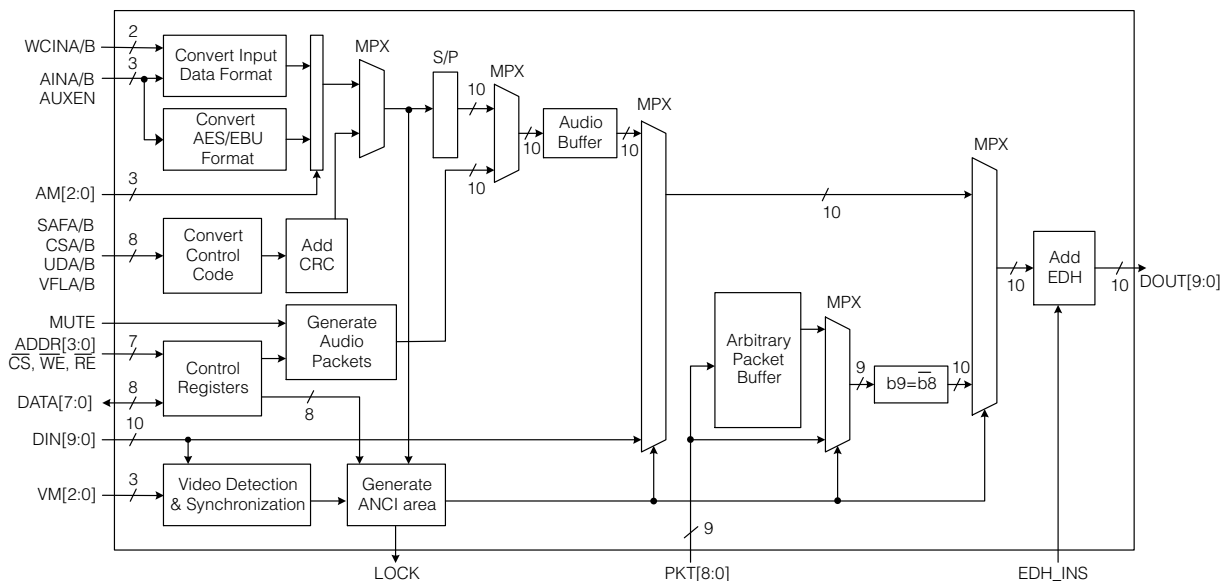 WCINA/B
2
AINA/B
3
AUXEN
Convert Input
Data Format
Convert
AES/EBU
Format
MPX
S/P
10
MPX
10
10
Audio
Buffer
10
MPX
AM[2:0]
3
SAFA/B
CSA/B
UDA/B
VFLA/B
8
Convert
Control
Code
Add
CRC
10
MPX
10
Add
EDH
10
DOUT[9:0]
MUTE
ADDR[3:0]
7
C̅S̅, W̅E̅, R̅E̅
DATA[7:0]
8
Generate
Audio
Packets
Control
Registers
8
Arbitrary
Packet
Buffer
MPX
9
b9=b̅8̅
10
DIN[9:0]
10
VM[2:0]
3
Video Detection
& Synchronization
Generate
ANCI area
9
LOCK
PKT[8:0]
EDH_INS